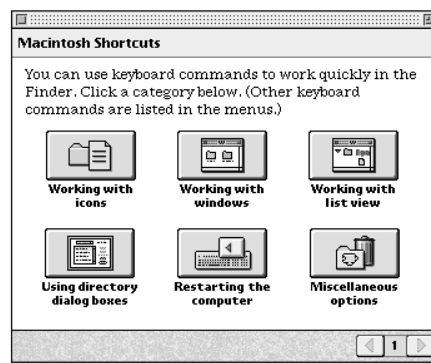 Macintosh Shortcuts
You can use keyboard commands to work quickly in the
Finder. Click a category below. (Other keyboard
commands are listed in the menus.)
Working with
icons
Working with
windows
Working with
list view
Using directory
dialog boxes
Restarting the
computer
Miscellaneous
options
1